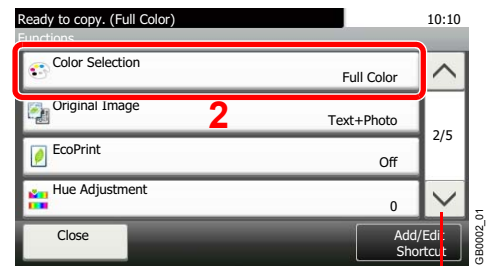 Ready to copy. (Full Color)
10:10
Functions
Color Selection
Full Color
2
Original Image
Text+Photo
2/5
EcoPrint
Off
Hue Adjustment
0
Close
Add/Edit
Shortcut
GB0002_01